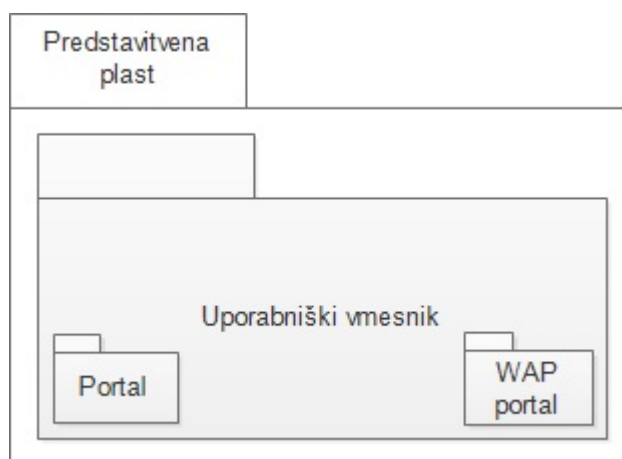 Predstavitvena
plast
Uporabniški vmesnik
Portal
WAP
portal